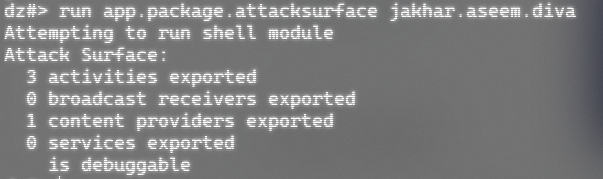 dz#> run app.package.attacksurface jakhar.aseem.diva
Attempting to run shell module
Attack Surface:
  3 activities exported
  0 broadcast receivers exported
  1 content providers exported
  0 services exported
    is debuggable